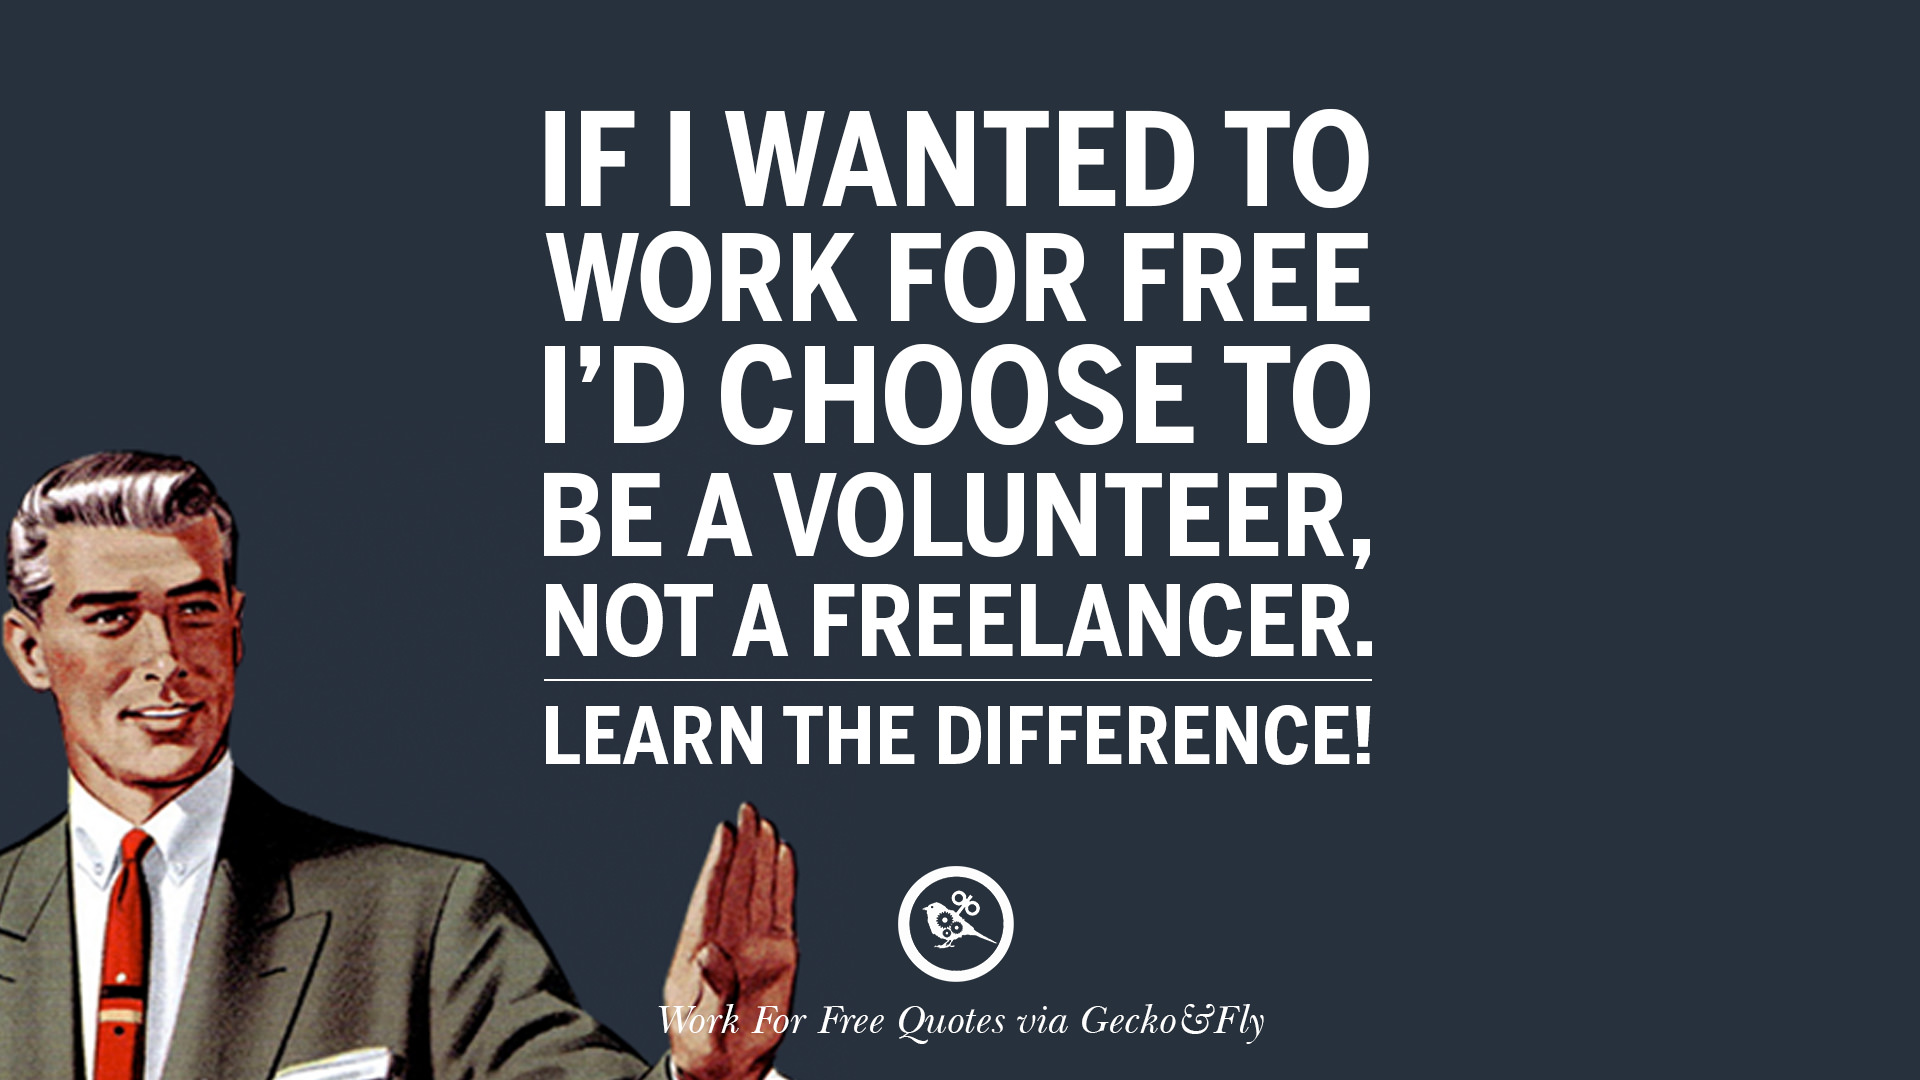 IF I WANTED TO
WORK FOR FREE
I’D CHOOSE TO
BE A VOLUNTEER,
NOT A FREELANCER.
LEARN THE DIFFERENCE!
Work For Free Quotes via Gecko&Fly